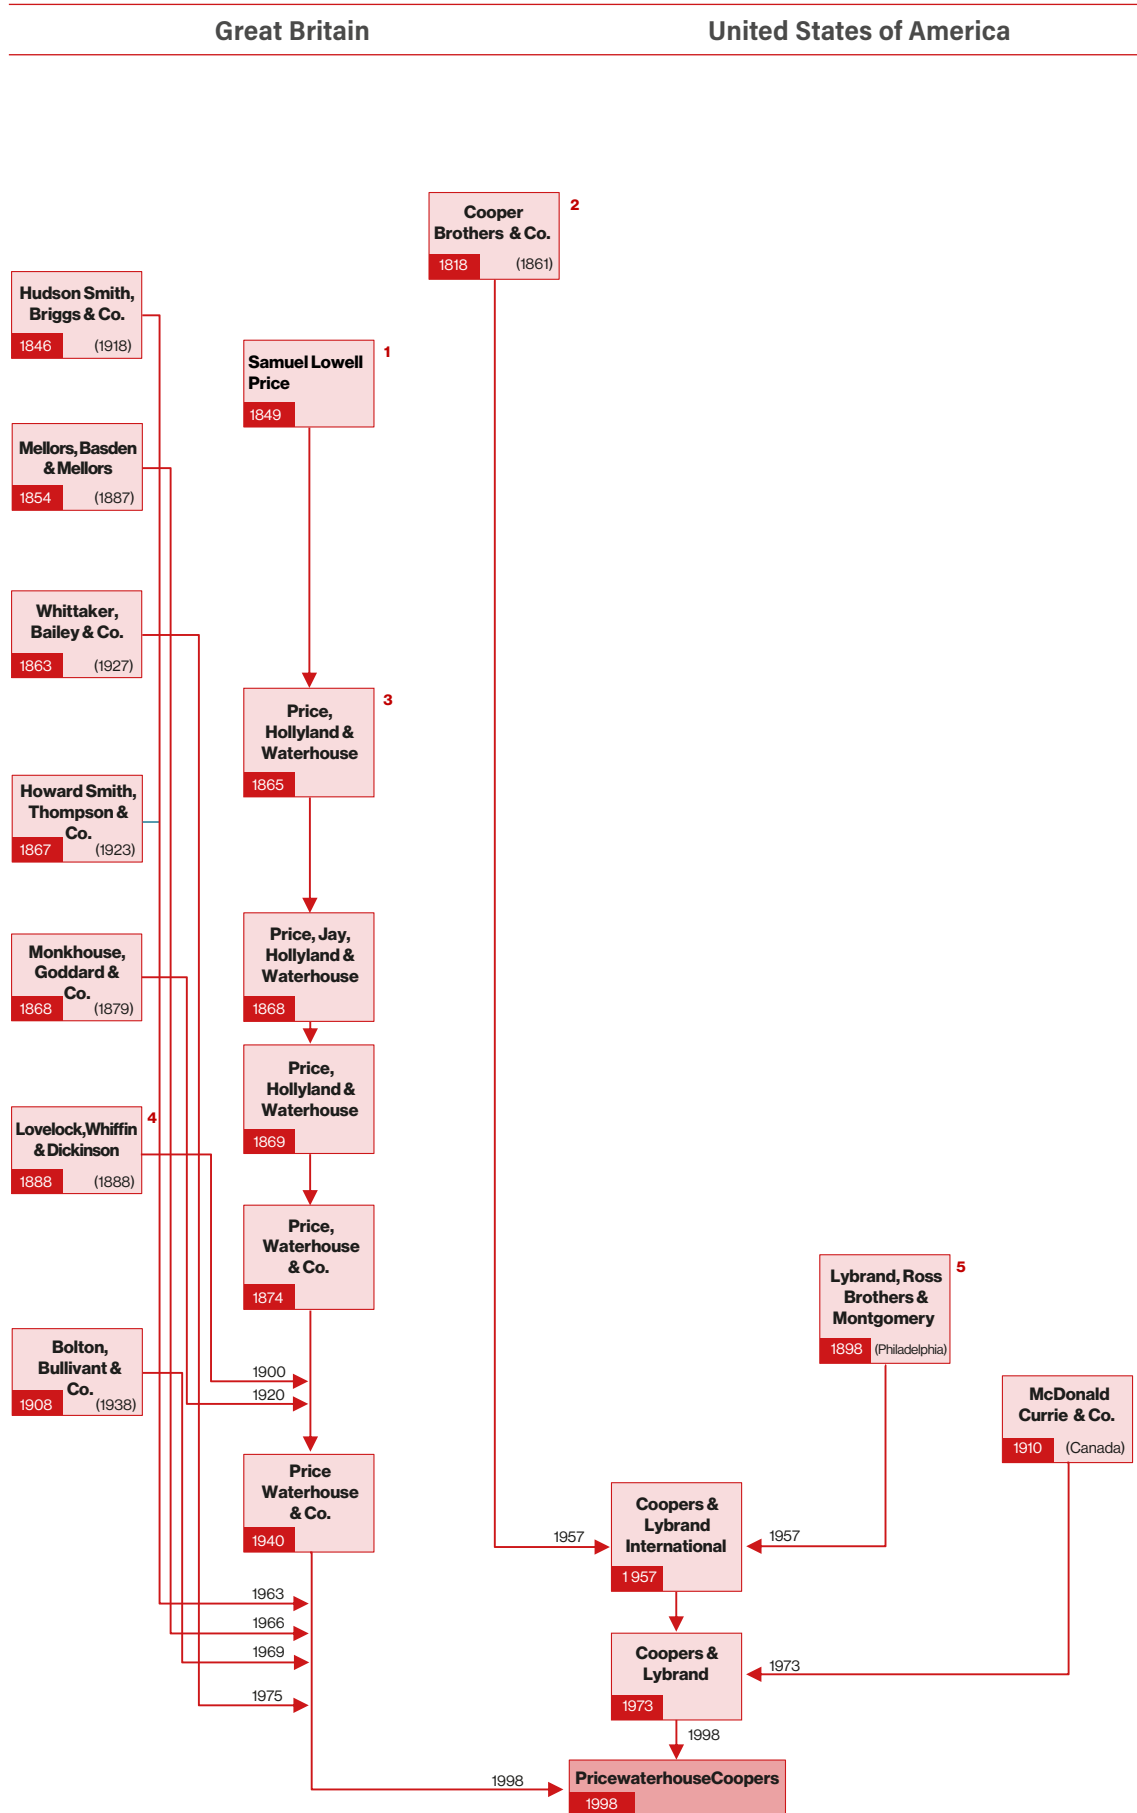 Great Britain
United States of America
Cooper
Brothers & Co.
1818 (1861)
2
Hudson Smith,
Briggs & Co.
1846 (1918)
Samuel Lowell
Price
1849
1
Mellors, Basden
& Mellors
1854 (1887)
Whittaker,
Bailey & Co.
1863 (1927)
Price,
Hollyland &
Waterhouse
1865
3
Howard Smith,
Thompson &
Co.
1867 (1923)
Price, Jay,
Hollyland &
Waterhouse
1868
Monkhouse,
Goddard &
Co.
1868 (1879)
Price,
Hollyland &
Waterhouse
1869
Lovelock,Whiffin
& Dickinson
1888 (1888)
4
Price,
Waterhouse
& Co.
1874
Lybrand, Ross
Brothers &
Montgomery
1898 (Philadelphia)
5
Bolton,
Bullivant &
Co.
1908 (1938)
1900
1920
McDonald
Currie & Co.
1910 (Canada)
Price
Waterhouse
& Co.
1940
Coopers &
Lybrand
International
1 957
1957
1957
1963
1966
1969
1975
Coopers &
Lybrand
1973
1973
1998
1998
PricewaterhouseCoopers
1998